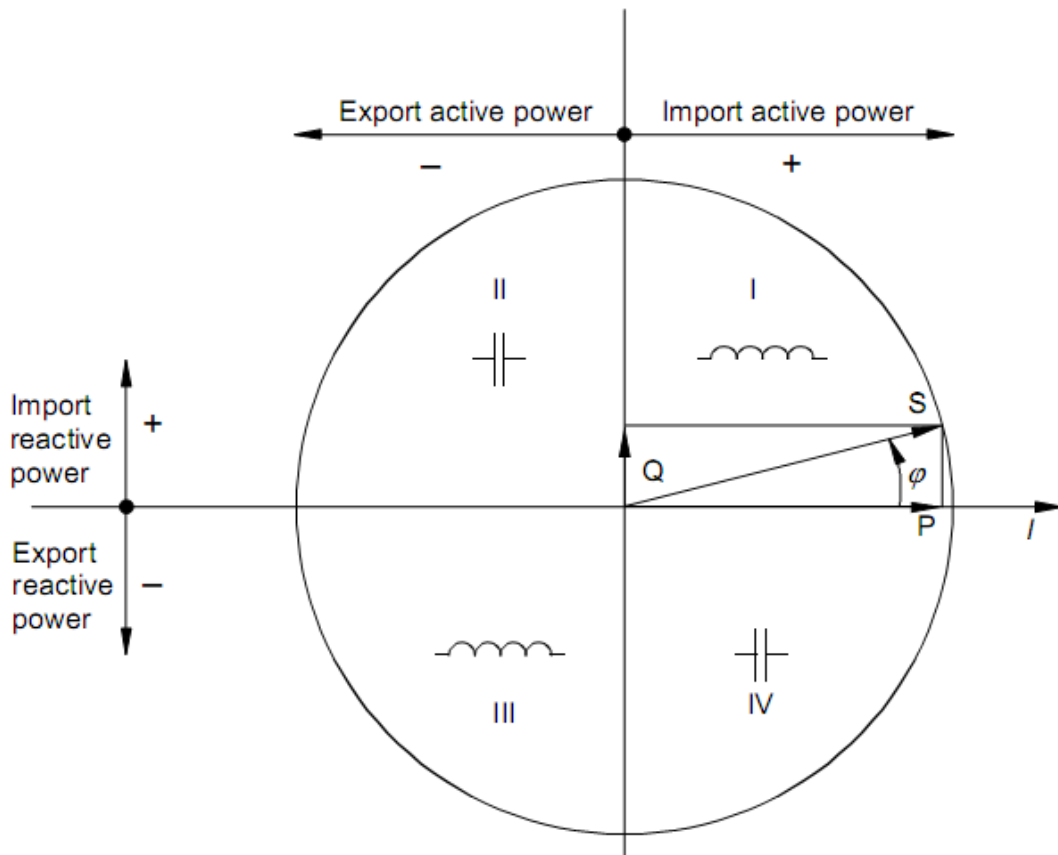 Export active power
Import active power
–
+
II
I
Import
reactive
power
+
S
Q
φ
P
I
Export
reactive
power
–
III
IV